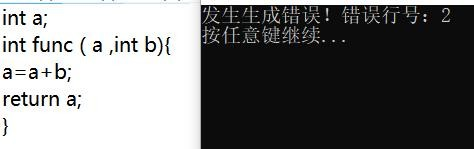 int a;
int func ( a ,int b){
a=a+b;
return a;
}
发生生成错误！错误行号：2
按任意键继续...